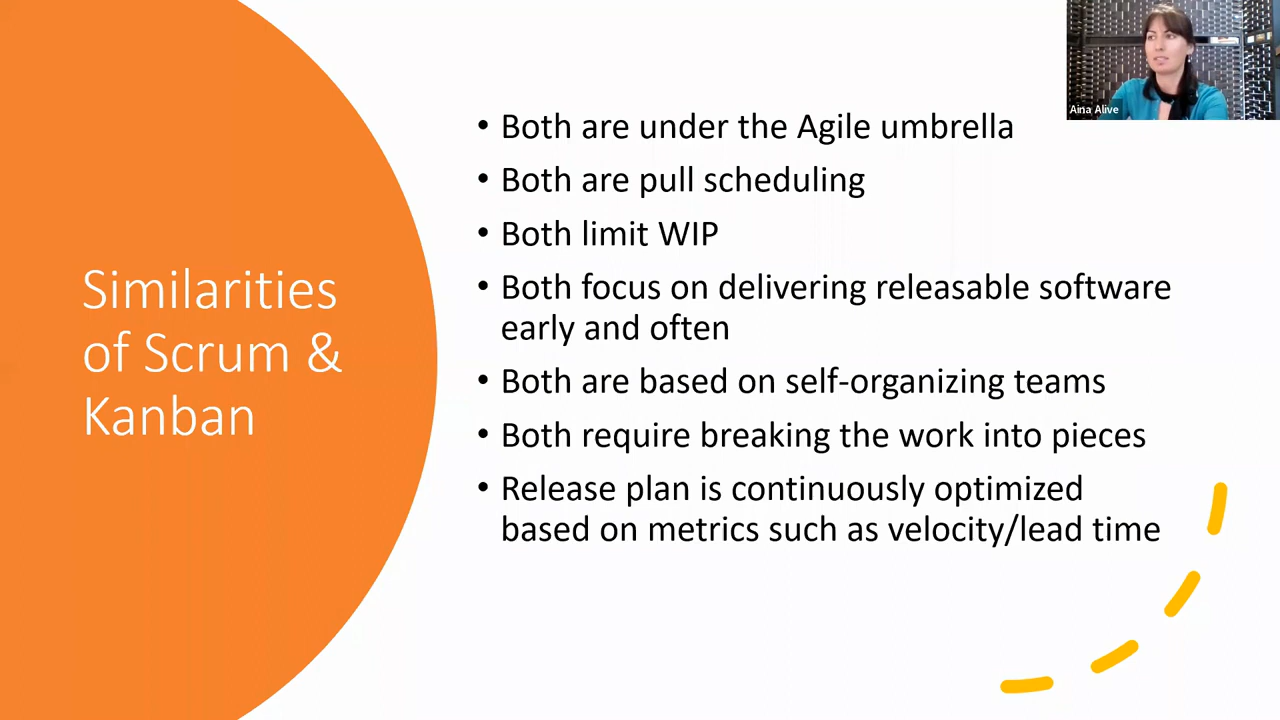 Similarities
of Scrum &
Kanban
• Both are under the Agile umbrella
• Both are pull scheduling
• Both limit WIP
• Both focus on delivering releasable software
early and often
• Both are based on self-organizing teams
• Both require breaking the work into pieces
• Release plan is continuously optimized
based on metrics such as velocity/lead time
Aina Alive